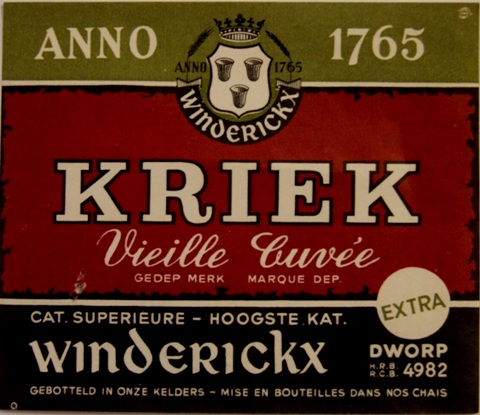 ANNO 1765
ANNO 1765
WINDERICKX
KRIEK
Vieille Cuvée
GEDEP MERK MARQUE DEP.
EXTRA
CAT. SUPERIEURE - HOOGSTE.KAT.
WINDERICKX
DWORP
H.R.B.
R.C.B. 4982
GEBOTTELD IN ONZE KELDERS - MISE EN BOUTEILLES DANS NOS CHAIS